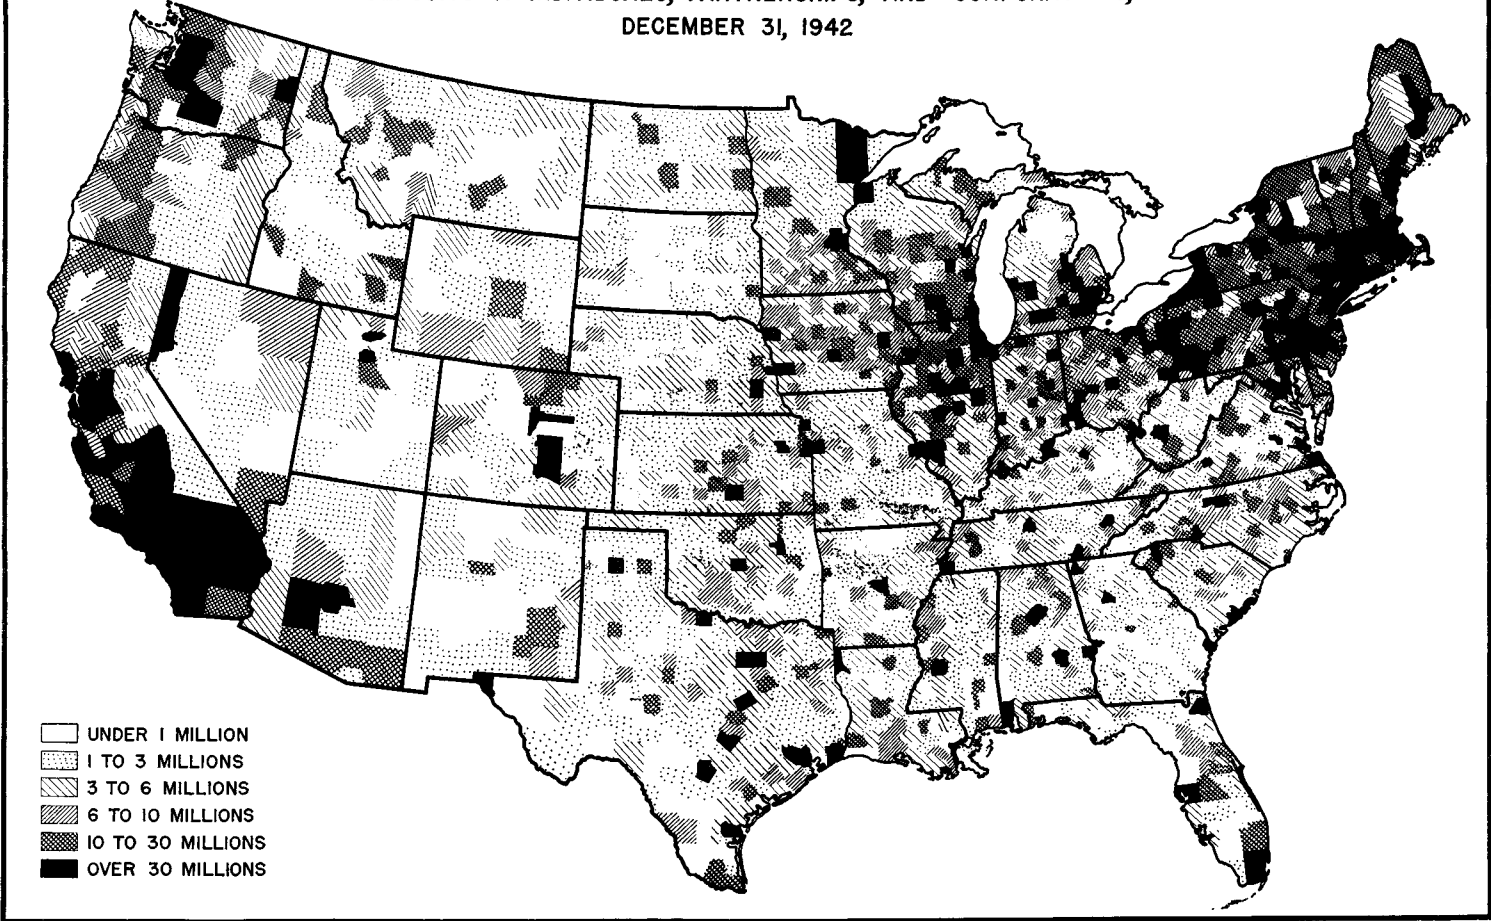 DECEMBER 31, 1942
UNDER 1 MILLION
1 TO 3 MILLIONS
3 TO 6 MILLIONS
6 TO 10 MILLIONS
10 TO 30 MILLIONS
OVER 30 MILLIONS